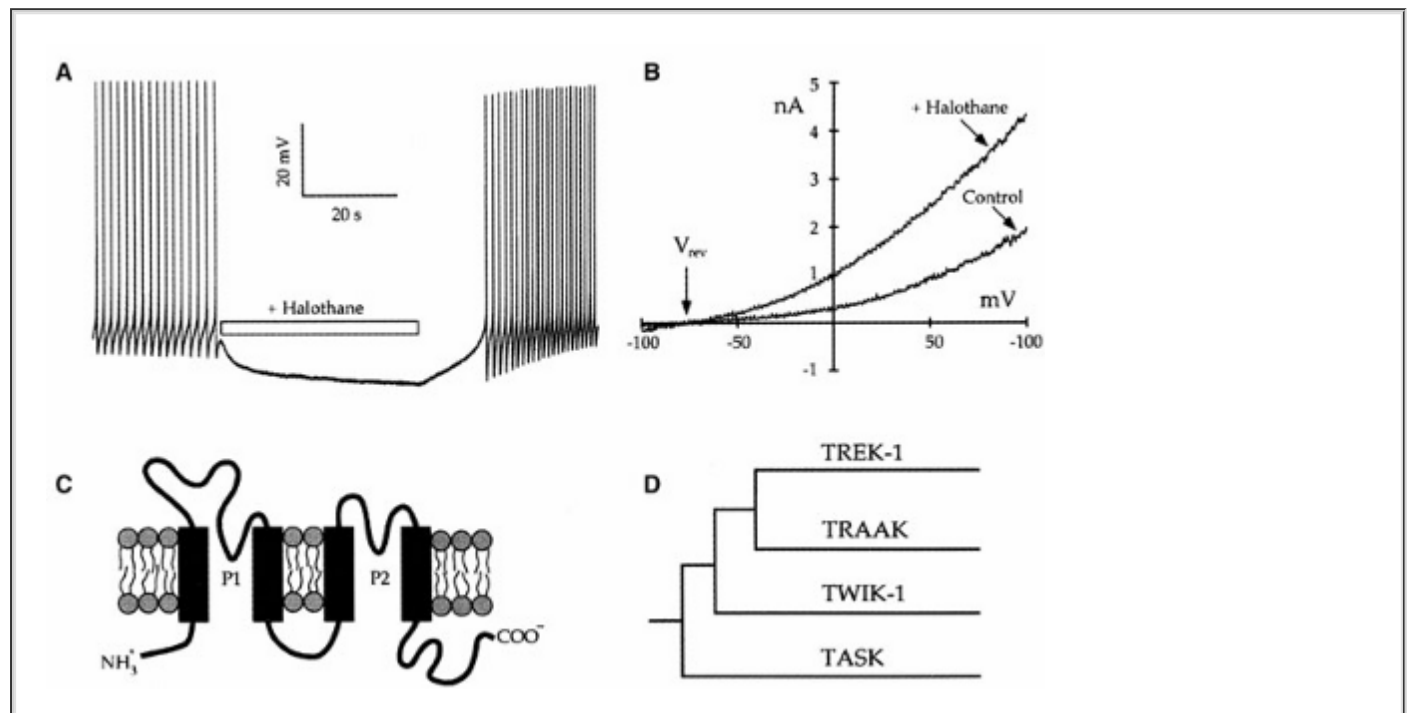 A
20 mV
20 s
+ Halothane
B
nA
5
4
3
2
1
-1
+ Halothane
Control
V_rev
mV
-100
-50
50
-100
C
P1
P2
NH₃⁺
COO⁻
D
TREK-1
TRAAK
TWIK-1
TASK